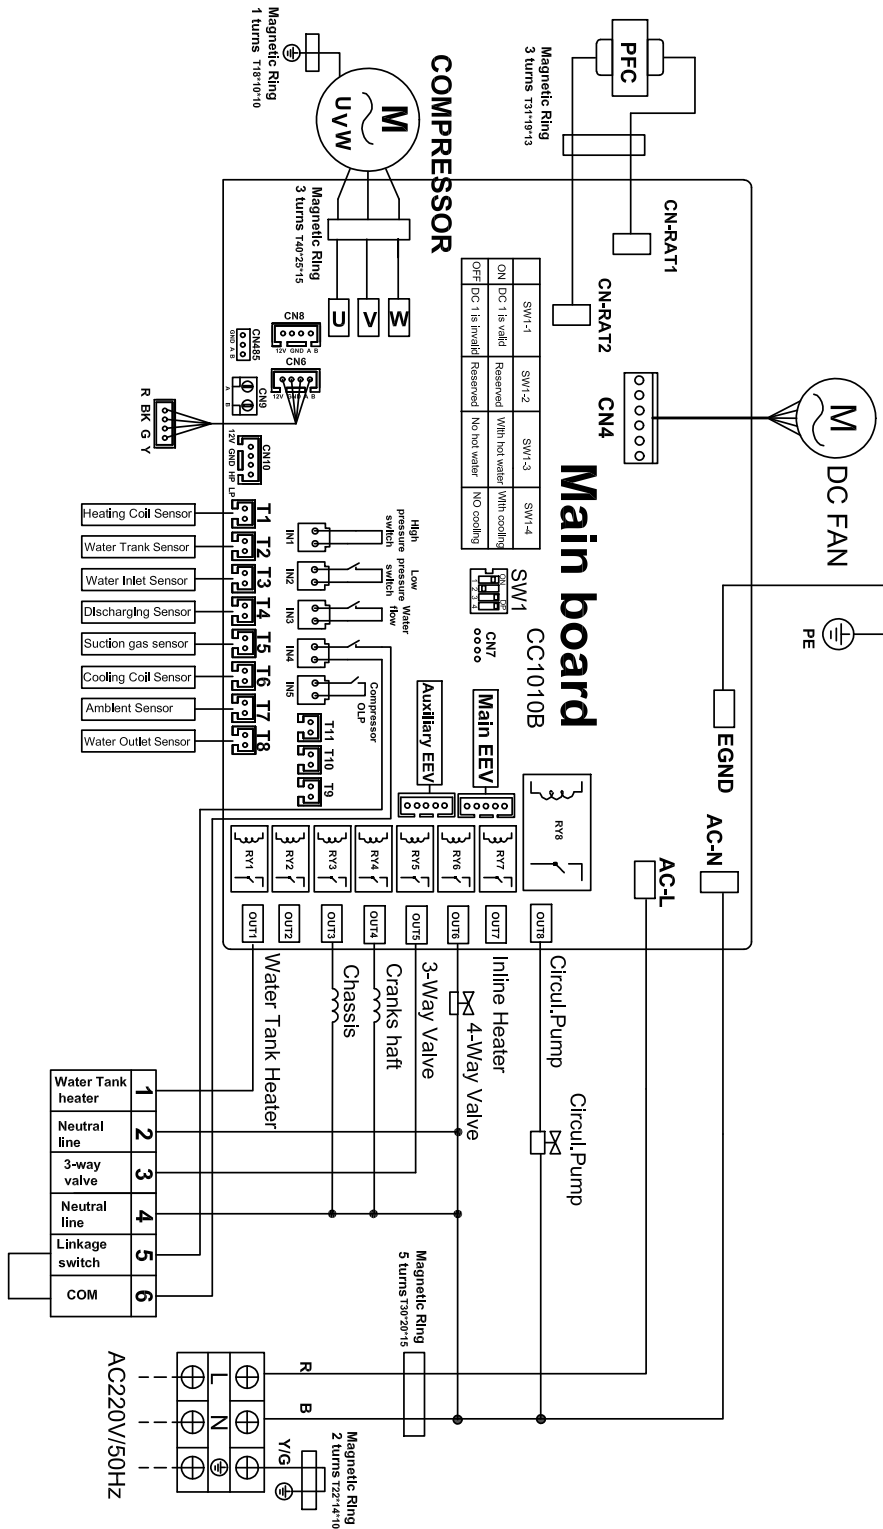 Magnetic Ring
1 turns T18*10*10
COMPRESSOR
M
UVW
Magnetic Ring
3 turns T40*25*15
U
V
W
PFC
Magnetic Ring
3 turns T31*19*13
CN-RAT1
CN-RAT2
M
DC FAN
CN4
SW1-1
SW1-2
SW1-3
SW1-4
ON
DC 1 is valid
Reserved
With hot water
With cooling
OFF
DC 1 is invalid
Reserved
No hot water
NO cooling
Main board
CC1010B
SW1
ON
DP
1 2 3 4
CN7
CN8
12V GND A B
CN485
GND A B
CN6
12V GND A B
CN9
A
B
R BK G Y
CN10
12V GND HP LP
Heating Coil Sensor
T1
Water Trank Sensor
T2
Water Inlet Sensor
T3
Discharging Sensor
T4
Suction gas sensor
T5
Cooling Coil Sensor
T6
Ambient Sensor
T7
Water Outlet Sensor
T8
High
pressure
switch
IN1
Low
pressure
switch
IN2
Water
flow
IN3
IN4
Compressor
OLP
IN5
T11
T10
T9
Auxiliary EEV
Main EEV
PE
EGND
AC-N
AC-L
RY1
RY2
RY3
RY4
RY5
RY6
RY7
RY8
OUT1
OUT2
OUT3
OUT4
OUT5
OUT6
OUT7
OUT8
Water Tank Heater
Chassis
Cranks haft
3-Way Valve
4-Way Valve
Inline Heater
Circul.Pump
Circul.Pump
Water Tank
heater
1
Neutral
line
2
3-way
valve
3
Neutral
line
4
Linkage
switch
5
COM
6
Magnetic Ring
5 turns T30*20*15
R
B
Y/G
Magnetic Ring
2 turns T22*14*10
L
N
AC220V/50Hz